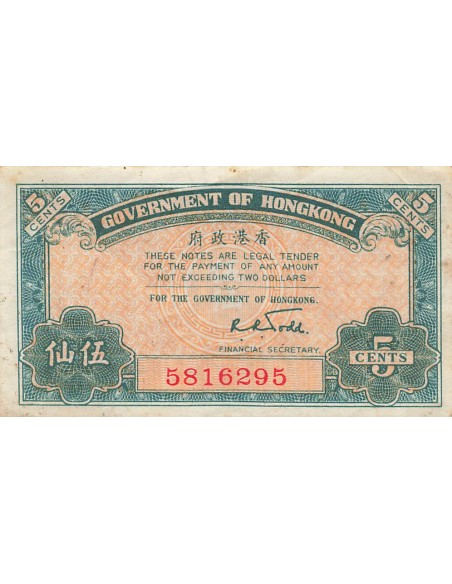 5 CENTS
5 CENTS
GOVERNMENT OF HONGKONG
府政港香
THESE NOTES ARE LEGAL TENDER
FOR THE PAYMENT OF ANY AMOUNT
NOT EXCEEDING TWO DOLLARS
FOR THE GOVERNMENT OF HONGKONG.
R.R. Todd.
FINANCIAL SECRETARY.
仙伍
5 CENTS
5816295